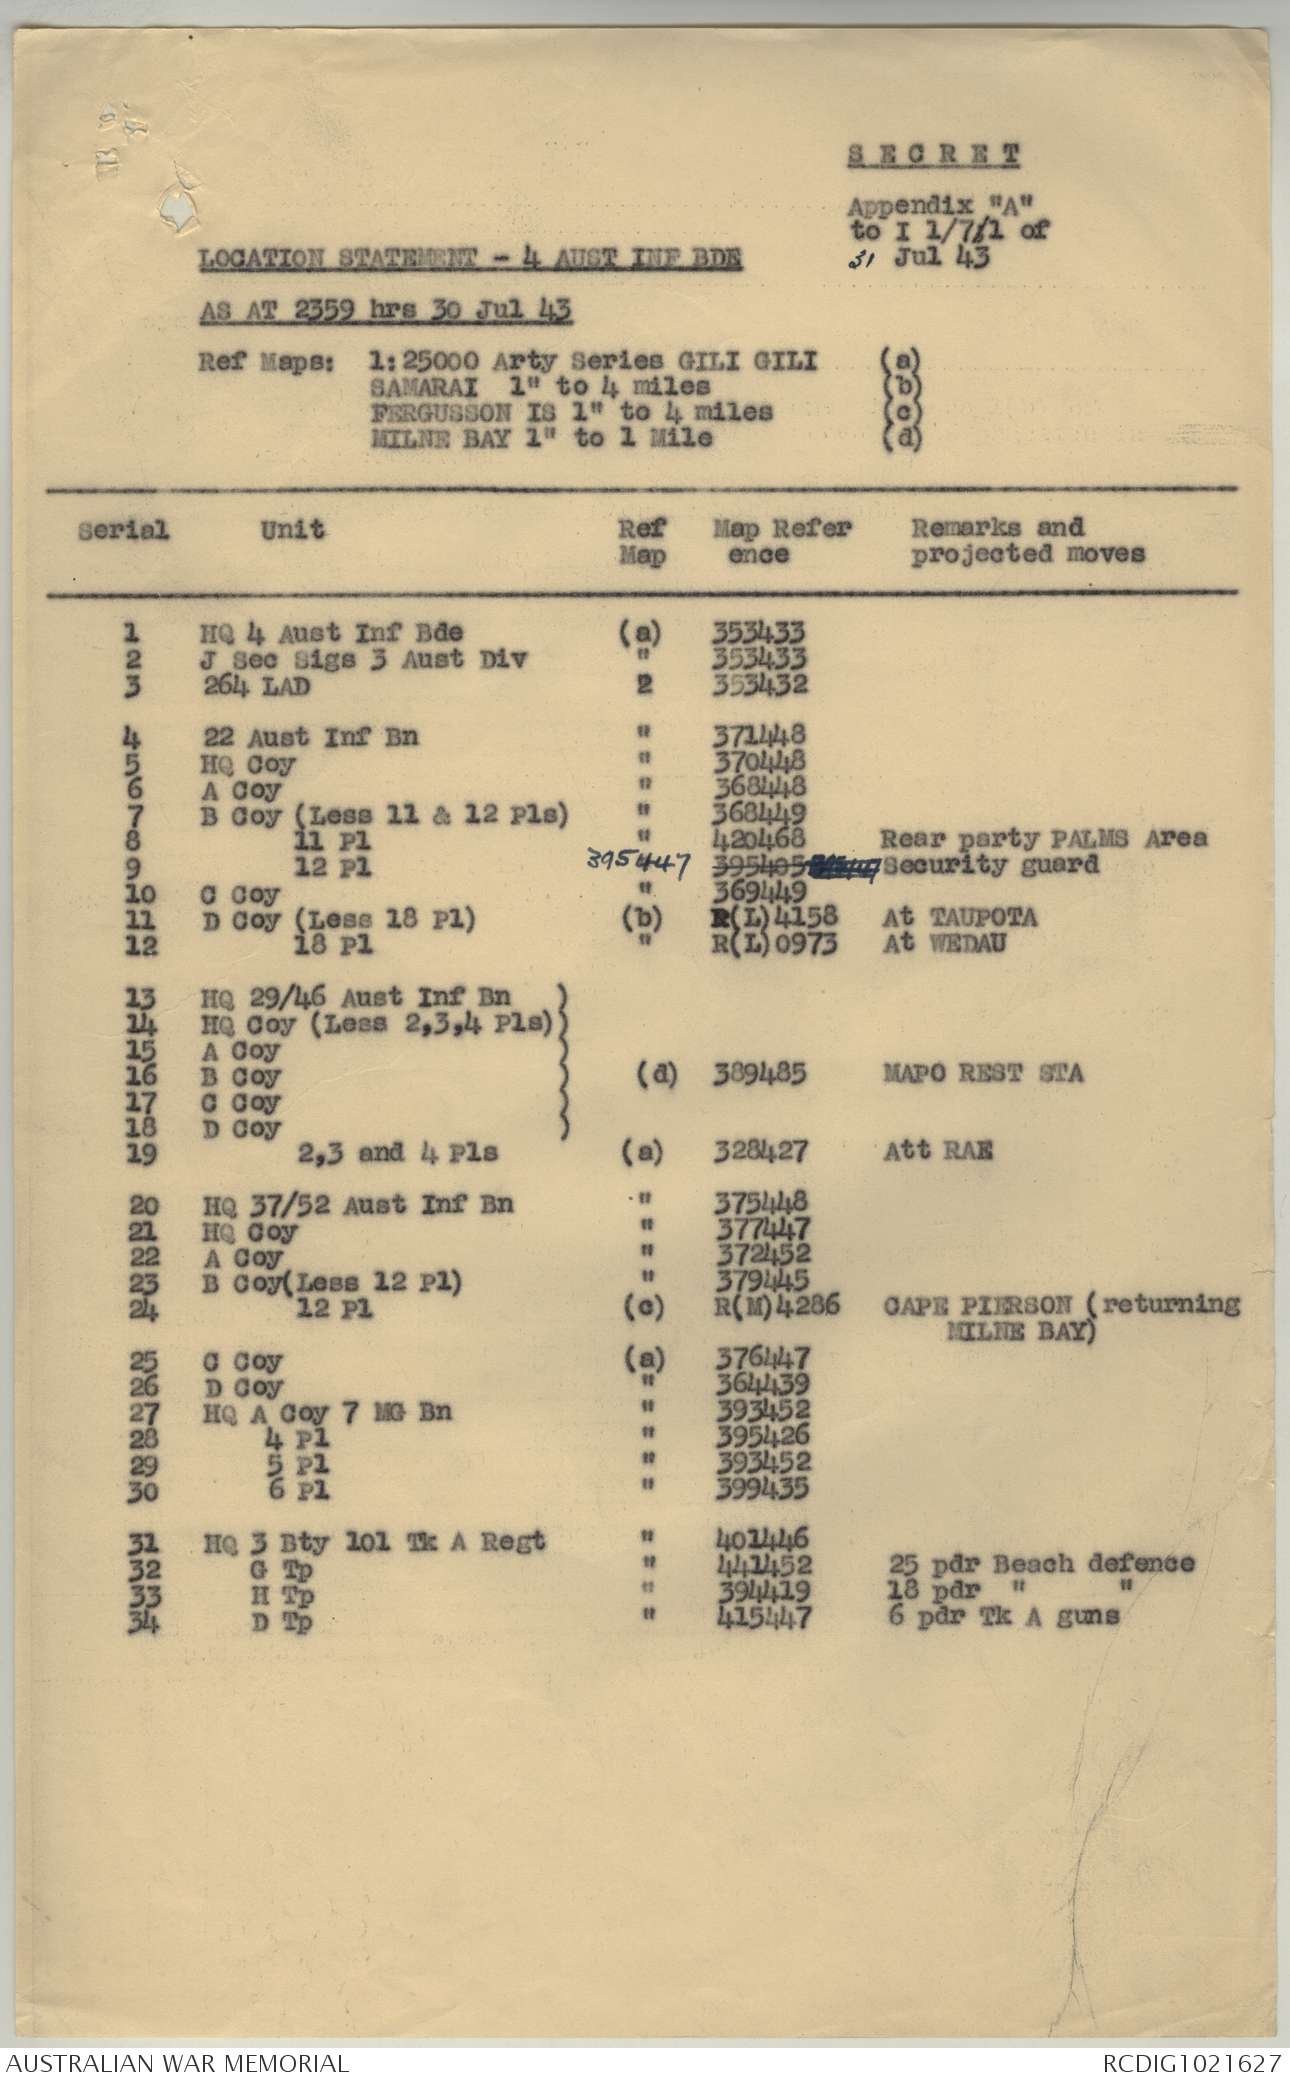 S E C R E T
Appendix "A"
to I 1/7/1 of
31 Jul 43
LOCATION STATEMENT - 4 AUST INF BDE
AS AT 2359 hrs 30 Jul 43
Ref Maps: 1:25000 Arty Series GILI GILI (a)
SAMARAI 1" to 4 miles (b)
FERGUSSON IS 1" to 4 miles (c)
MILNE BAY 1" to 1 Mile (d)
Serial Unit Ref Map Refer Remarks and
Map ence projected moves
1 HQ 4 Aust Inf Bde (a) 353433
2 J Sec Sigs 3 Aust Div " 353433
3 264 LAD 2 353432
4 22 Aust Inf Bn " 371448
5 HQ Coy " 370448
6 A Coy " 368448
7 B Coy (Less 11 & 12 Pls) " 368449
8 11 Pl " 420468 Rear party PALMS Area
9 12 Pl 395447 395405 Security guard
10 C Coy " 369449
11 D Coy (Less 18 Pl) (b) R(L)4158 At TAUPOTA
12 18 Pl " R(L)0973 At WEDAU
13 HQ 29/46 Aust Inf Bn )
14 HQ Coy (Less 2,3,4 Pls) )
15 A Coy )
16 B Coy ) (d) 389485 MAPO REST STA
17 C Coy )
18 D Coy )
19 2,3 and 4 Pls (a) 328427 Att RAE
20 HQ 37/52 Aust Inf Bn " 375448
21 HQ Coy " 377447
22 A Coy " 372452
23 B Coy(Less 12 Pl) " 379445
24 12 Pl (c) R(M)4286 CAPE PIERSON (returning
MILNE BAY)
25 C Coy (a) 376447
26 D Coy " 364439
27 HQ A Coy 7 MG Bn " 393452
28 4 Pl " 395426
29 5 Pl " 393452
30 6 Pl " 399435
31 HQ 3 Bty 101 Tk A Regt " 401446
32 G Tp " 441452 25 pdr Beach defence
33 H Tp " 394419 18 pdr " "
34 D Tp " 415447 6 pdr Tk A guns
AUSTRALIAN WAR MEMORIAL RCDIG1021627